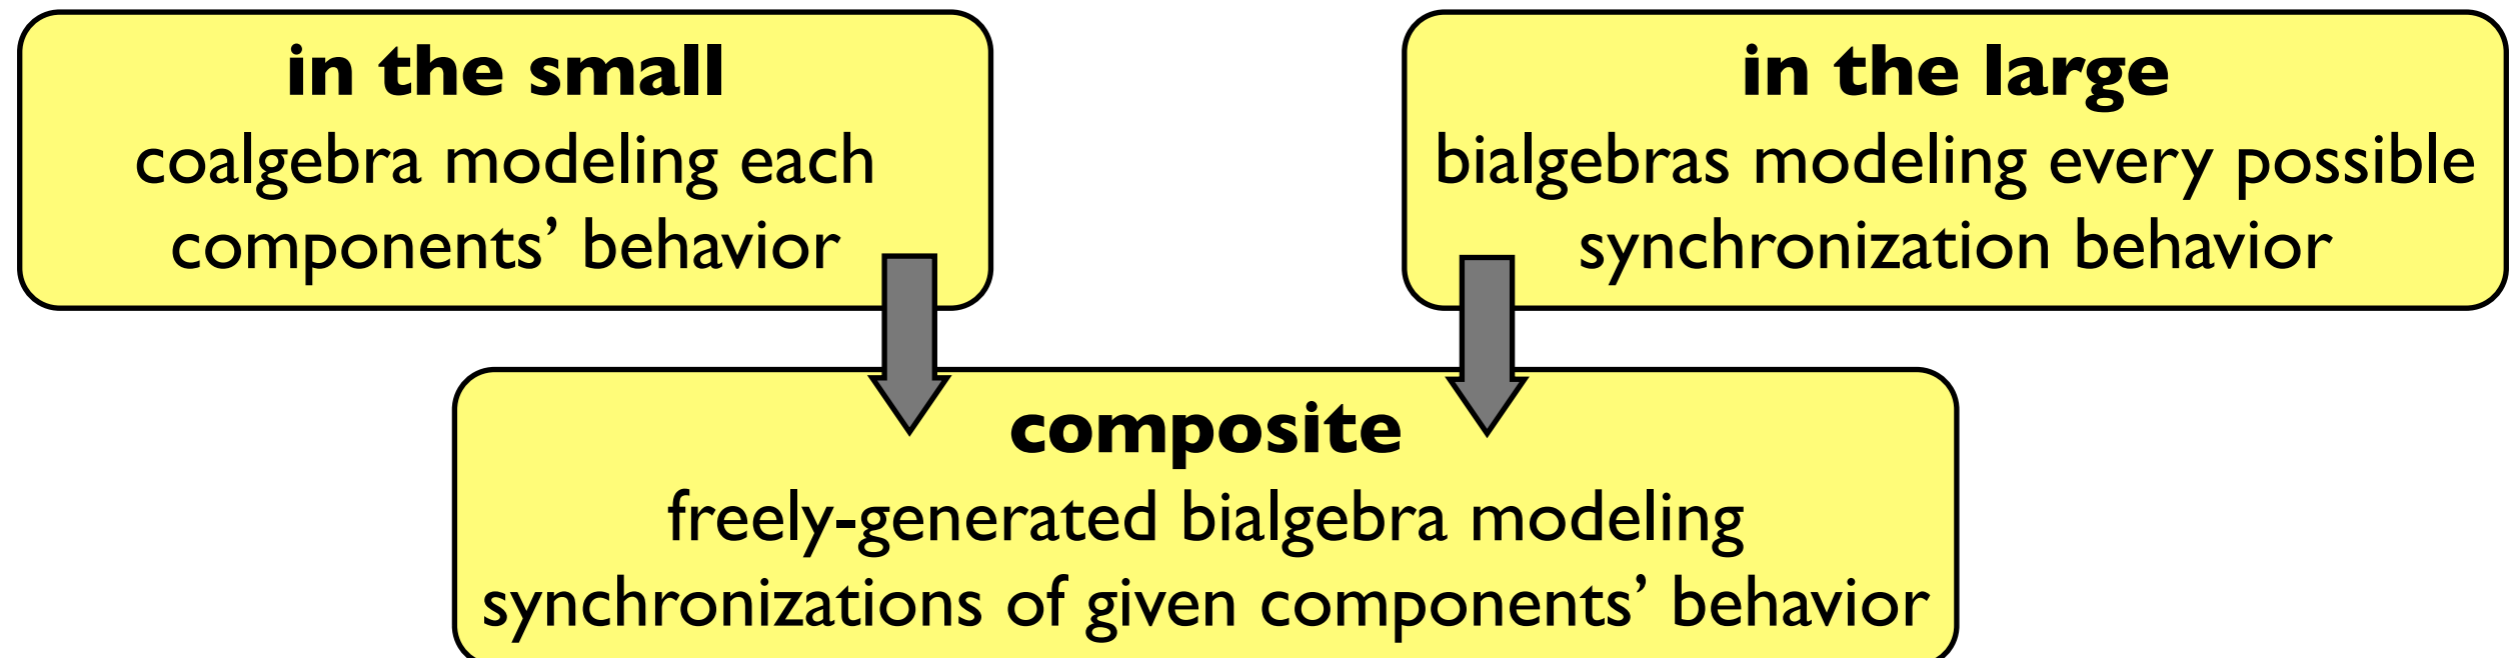 in the small
coalgebra modeling each
components’ behavior
in the large
bialgebras modeling every possible
synchronization behavior
composite
freely-generated bialgebra modeling
synchronizations of given components’ behavior